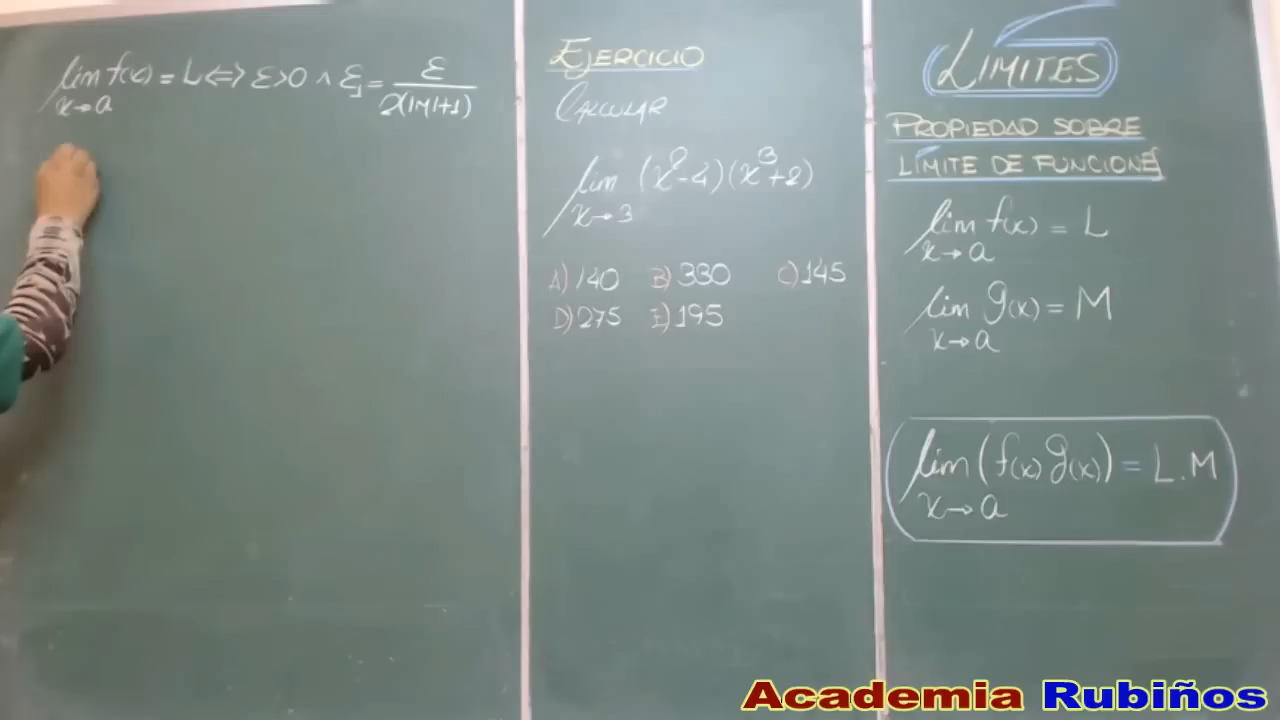 lim f(x) = L ⇔ ε>0 ∧ ε₁ = ε / 2(|M|+1)
x→a
EJERCICIO
CALCULAR
lim (x²-4)(x³+2)
x→3
A) 140 B) 330 C) 145
D) 275 E) 195
LÍMITES
PROPIEDAD SOBRE
LÍMITE DE FUNCIONES
lim f(x) = L
x→a
lim g(x) = M
x→a
lim (f(x) g(x)) = L.M
x→a
Academia Rubiños